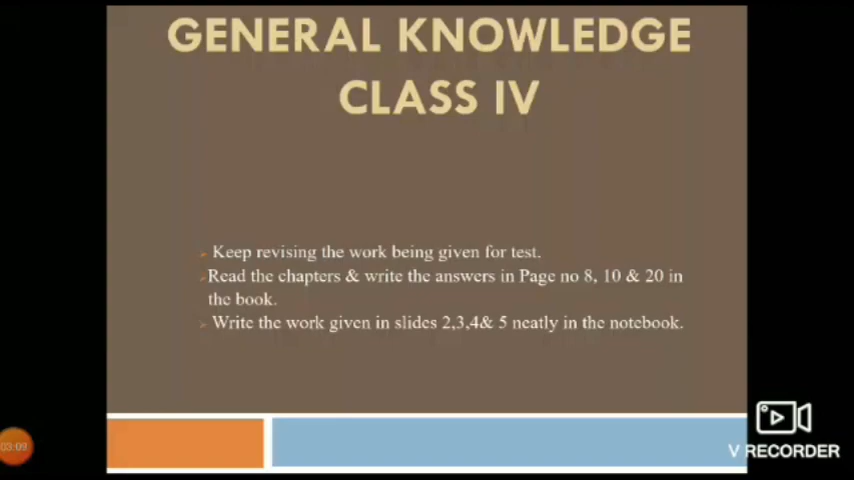 GENERAL KNOWLEDGE
CLASS IV
Keep revising the work being given for test.
Read the chapters & write the answers in Page no 8, 10 & 20 in
the book.
Write the work given in slides 2,3,4& 5 neatly in the notebook.
03:09
V RECORDER